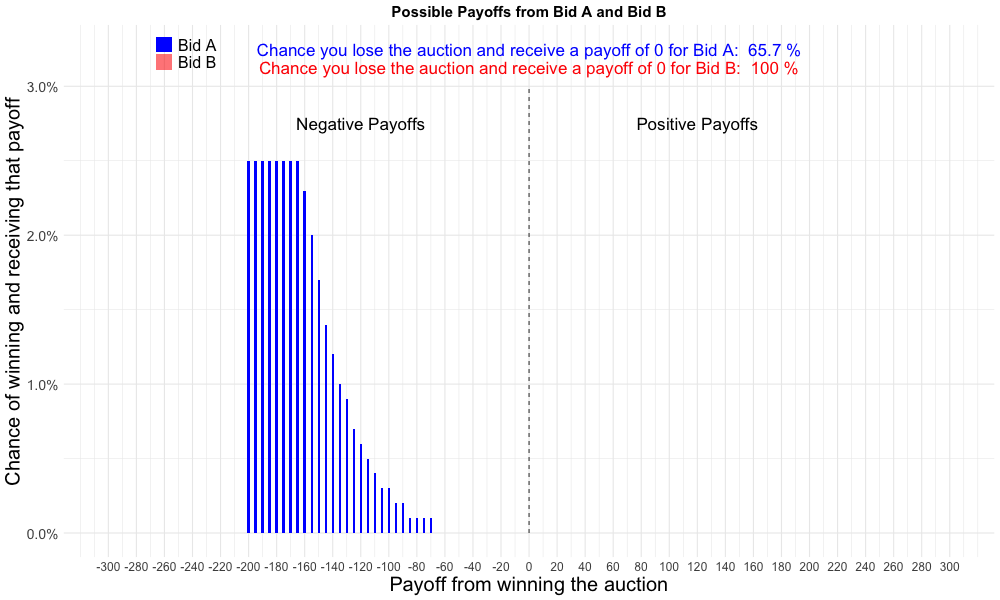 Possible Payoffs from Bid A and Bid B
Bid A
Bid B
Chance you lose the auction and receive a payoff of 0 for Bid A:  65.7 %
Chance you lose the auction and receive a payoff of 0 for Bid B:  100 %
Negative Payoffs
Positive Payoffs
Chance of winning and receiving that payoff
3.0%
2.0%
1.0%
0.0%
-300 -280 -260 -240 -220 -200 -180 -160 -140 -120 -100 -80 -60 -40 -20 0 20 40 60 80 100 120 140 160 180 200 220 240 260 280 300
Payoff from winning the auction